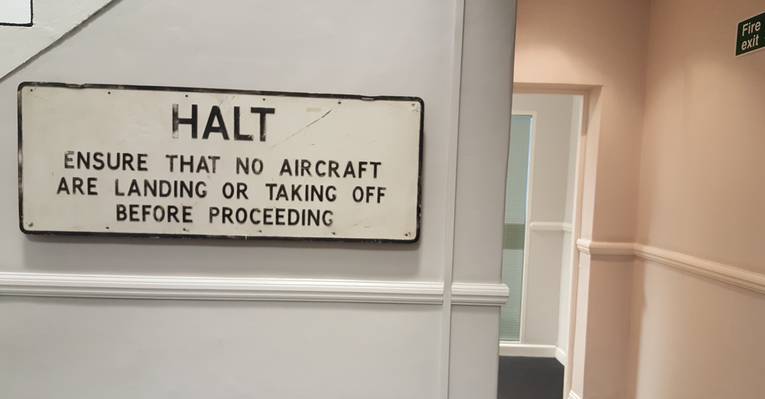 HALT
ENSURE THAT NO AIRCRAFT
ARE LANDING OR TAKING OFF
BEFORE PROCEEDING
Fire
exit